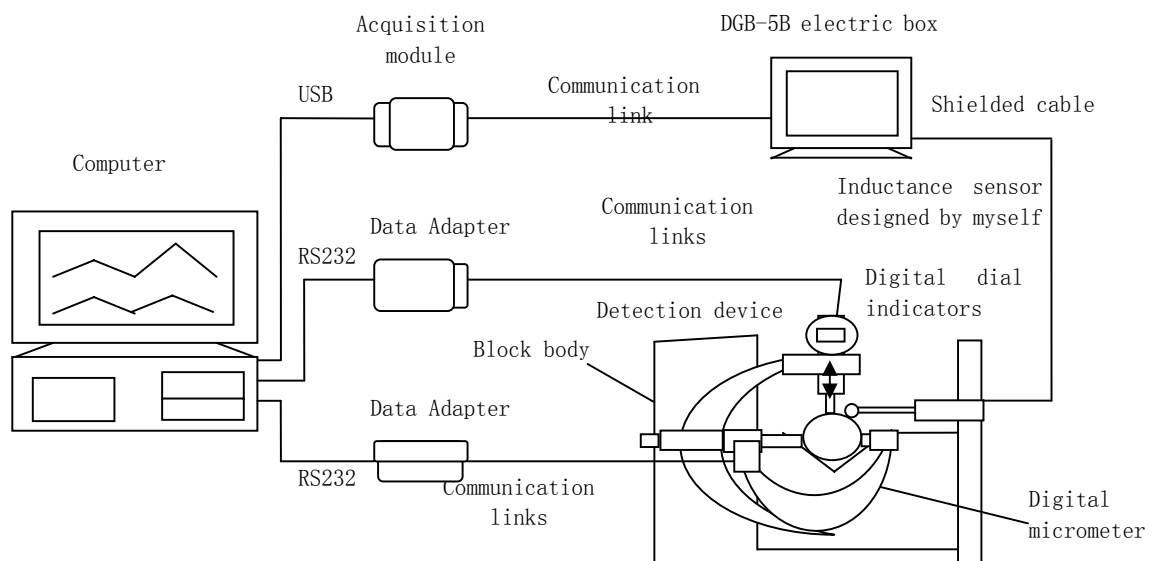 Acquisition
module
DGB-5B electric box
USB
Communication
link
Shielded cable
Computer
Inductance sensor
designed by myself
Communication
links
Data Adapter
RS232
Digital dial
indicators
Detection device
Block body
Data Adapter
RS232
Communication
links
Digital
micrometer